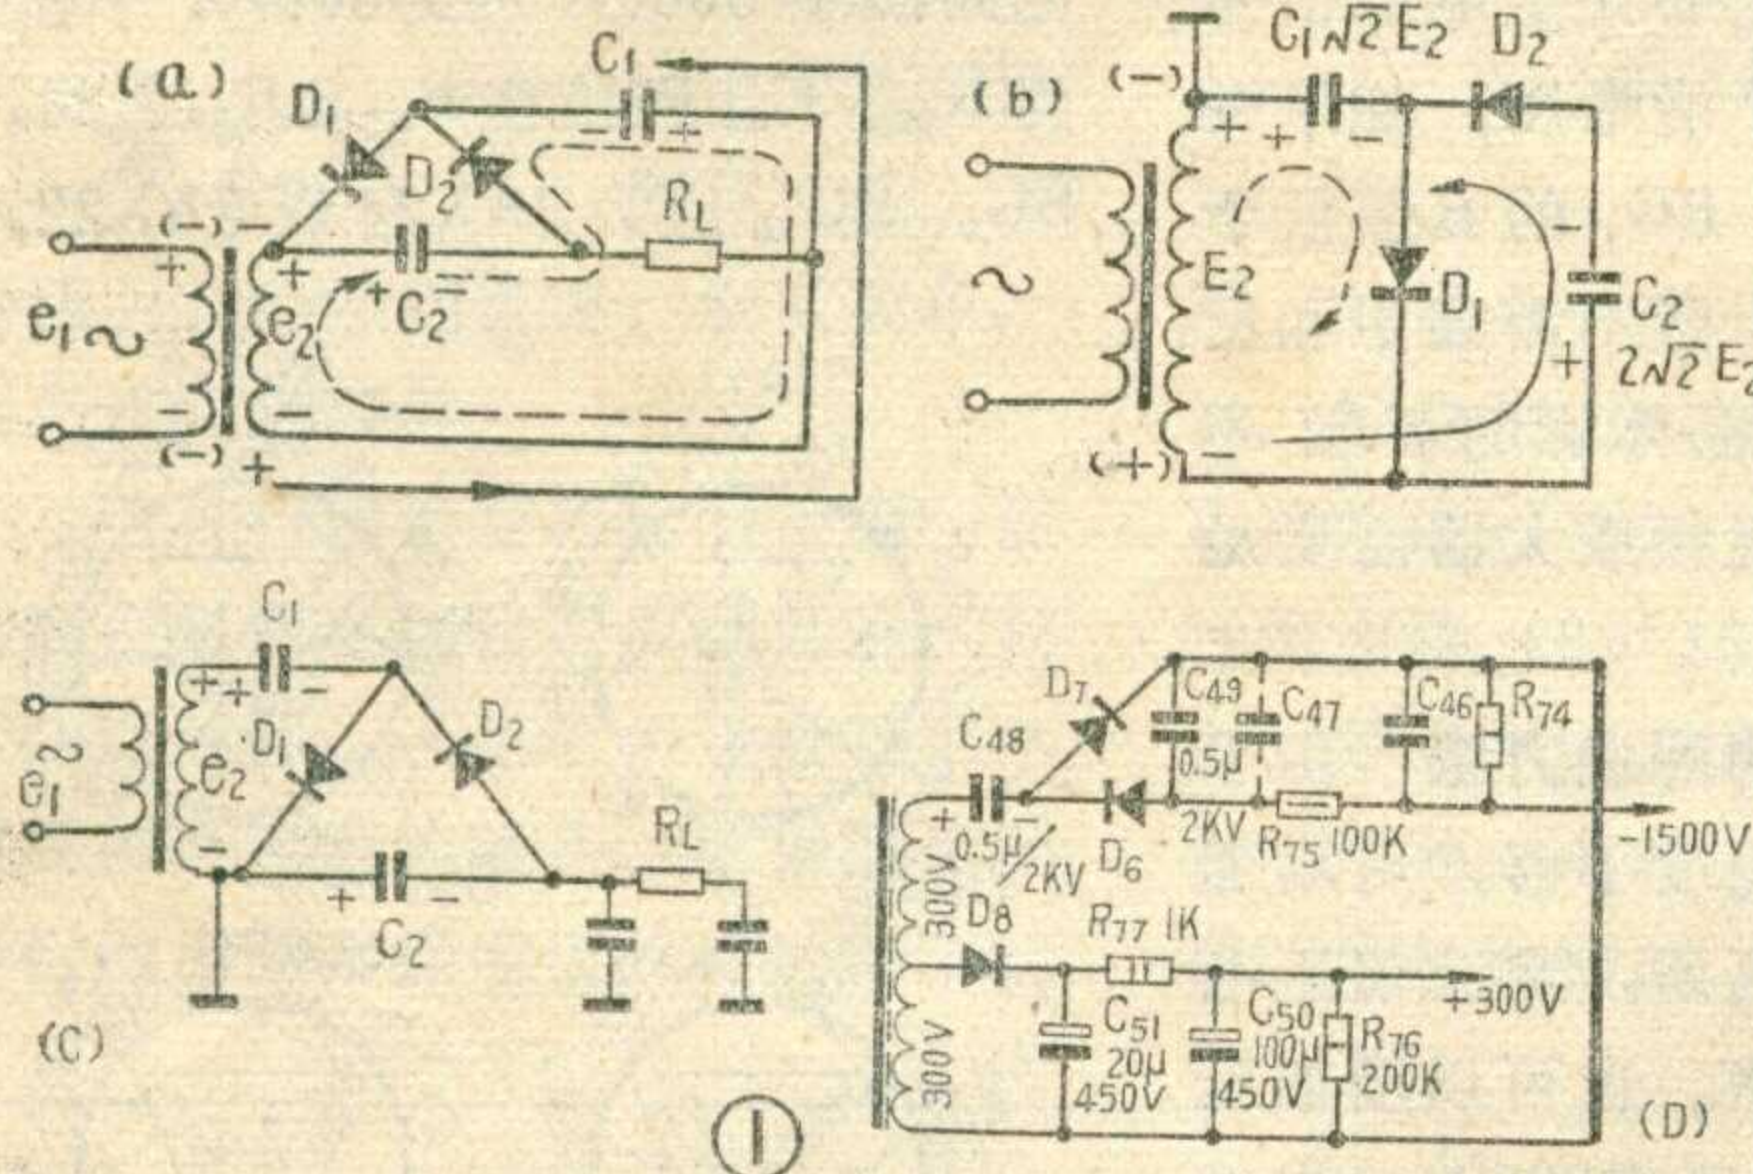 (a)
C1
D1
D2
RL
(-) -
+ +
- +
+ C2 -
e1 ~
e2
- -
(-) +
(b)
(-)
C1 √2 E2
D2
+ + -
~
E2
D1
-
C2
+
2√2 E2
(+) -
C1
+ + -
D1
D2
e1 ~
e2
-
RL
+ -
C2
(C)
D7
C49
C47
C46
R74
C48
0.5μ
+ -
0.5μ/2KV
D6
2KV
R75 100K
-1500V
300V
D8
R77 1K
+300V
C51
20μ
450V
C50
100μ
450V
R76
200K
300V
(D)
①